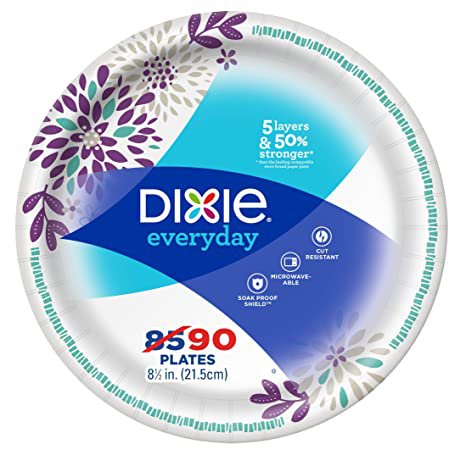 5 layers
& 50%
stronger*
* than the leading comparable
store brand paper plate
DIXIE®
everyday
CUT
RESISTANT
MICROWAVE-
ABLE
SOAK PROOF
SHIELD™
85 90
PLATES
8½ in. (21.5cm)